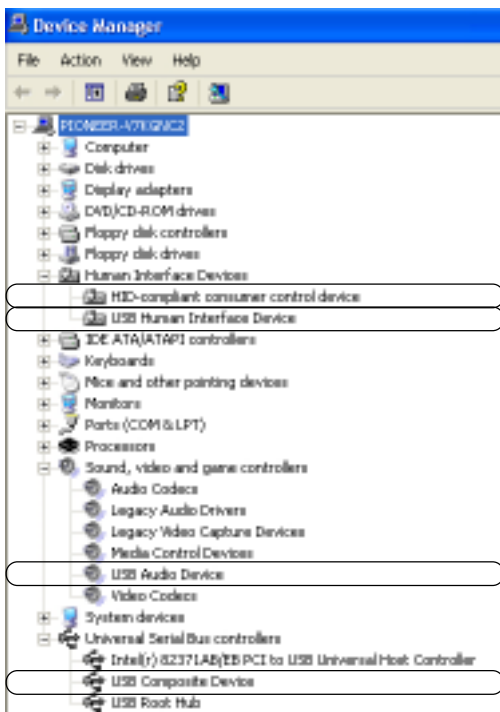 Device Manager
File Action View Help
PIONEER-V7KGNC2
Computer
Disk drives
Display adapters
DVD/CD-ROM drives
Floppy disk controllers
Floppy disk drives
Human Interface Devices
HID-compliant consumer control device
USB Human Interface Device
IDE ATA/ATAPI controllers
Keyboards
Mice and other pointing devices
Monitors
Ports (COM & LPT)
Processors
Sound, video and game controllers
Audio Codecs
Legacy Audio Drivers
Legacy Video Capture Devices
Media Control Devices
USB Audio Device
Video Codecs
System devices
Universal Serial Bus controllers
Intel(r) 82371AB/EB PCI to USB Universal Host Controller
USB Composite Device
USB Root Hub